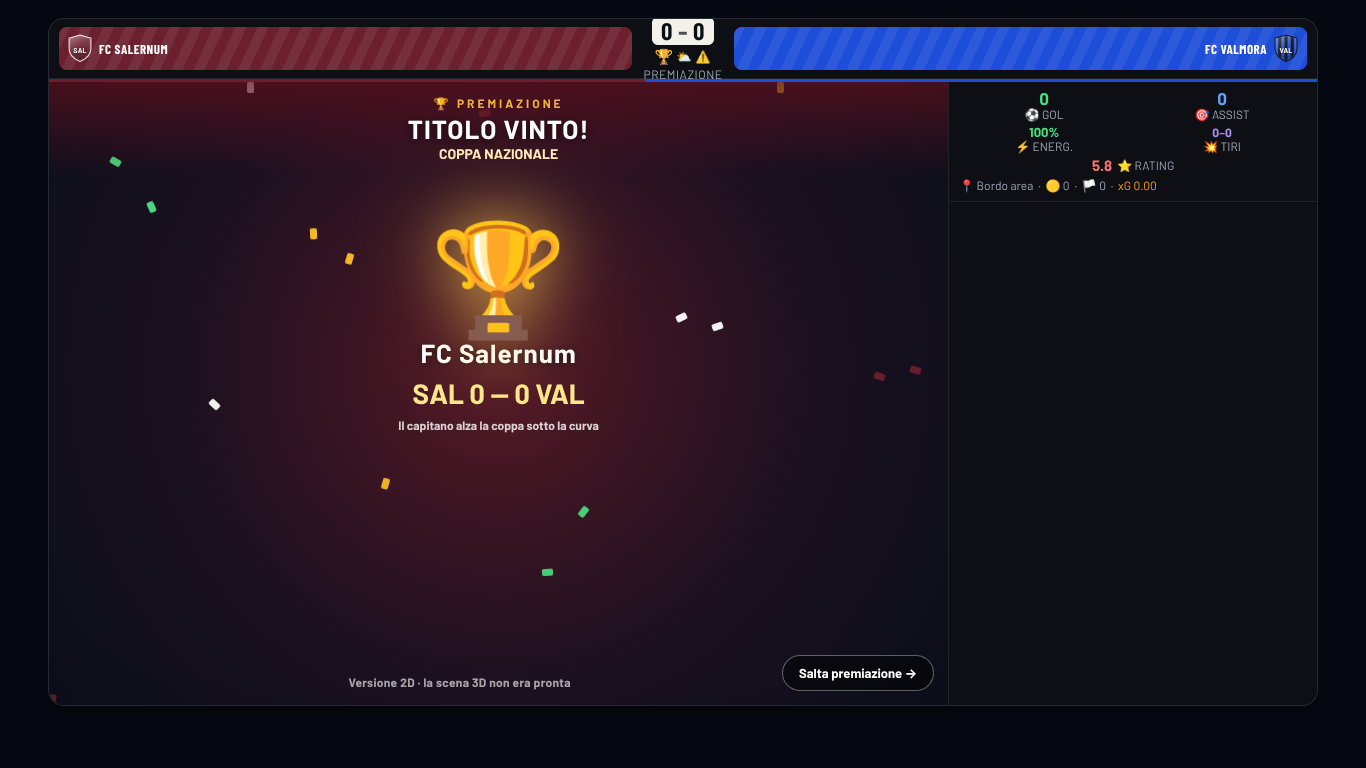 SAL
FC SALERNUM
0 – 0
PREMIAZIONE
FC VALMORA
VAL
PREMIAZIONE
TITOLO VINTO!
COPPA NAZIONALE
FC Salernum
SAL 0 — 0 VAL
Il capitano alza la coppa sotto la curva
Versione 2D · la scena 3D non era pronta
Salta premiazione →
0
GOL
0
ASSIST
100%
ENERG.
0–0
TIRI
5.8 RATING
Bordo area · 0 · 0 · xG 0.00